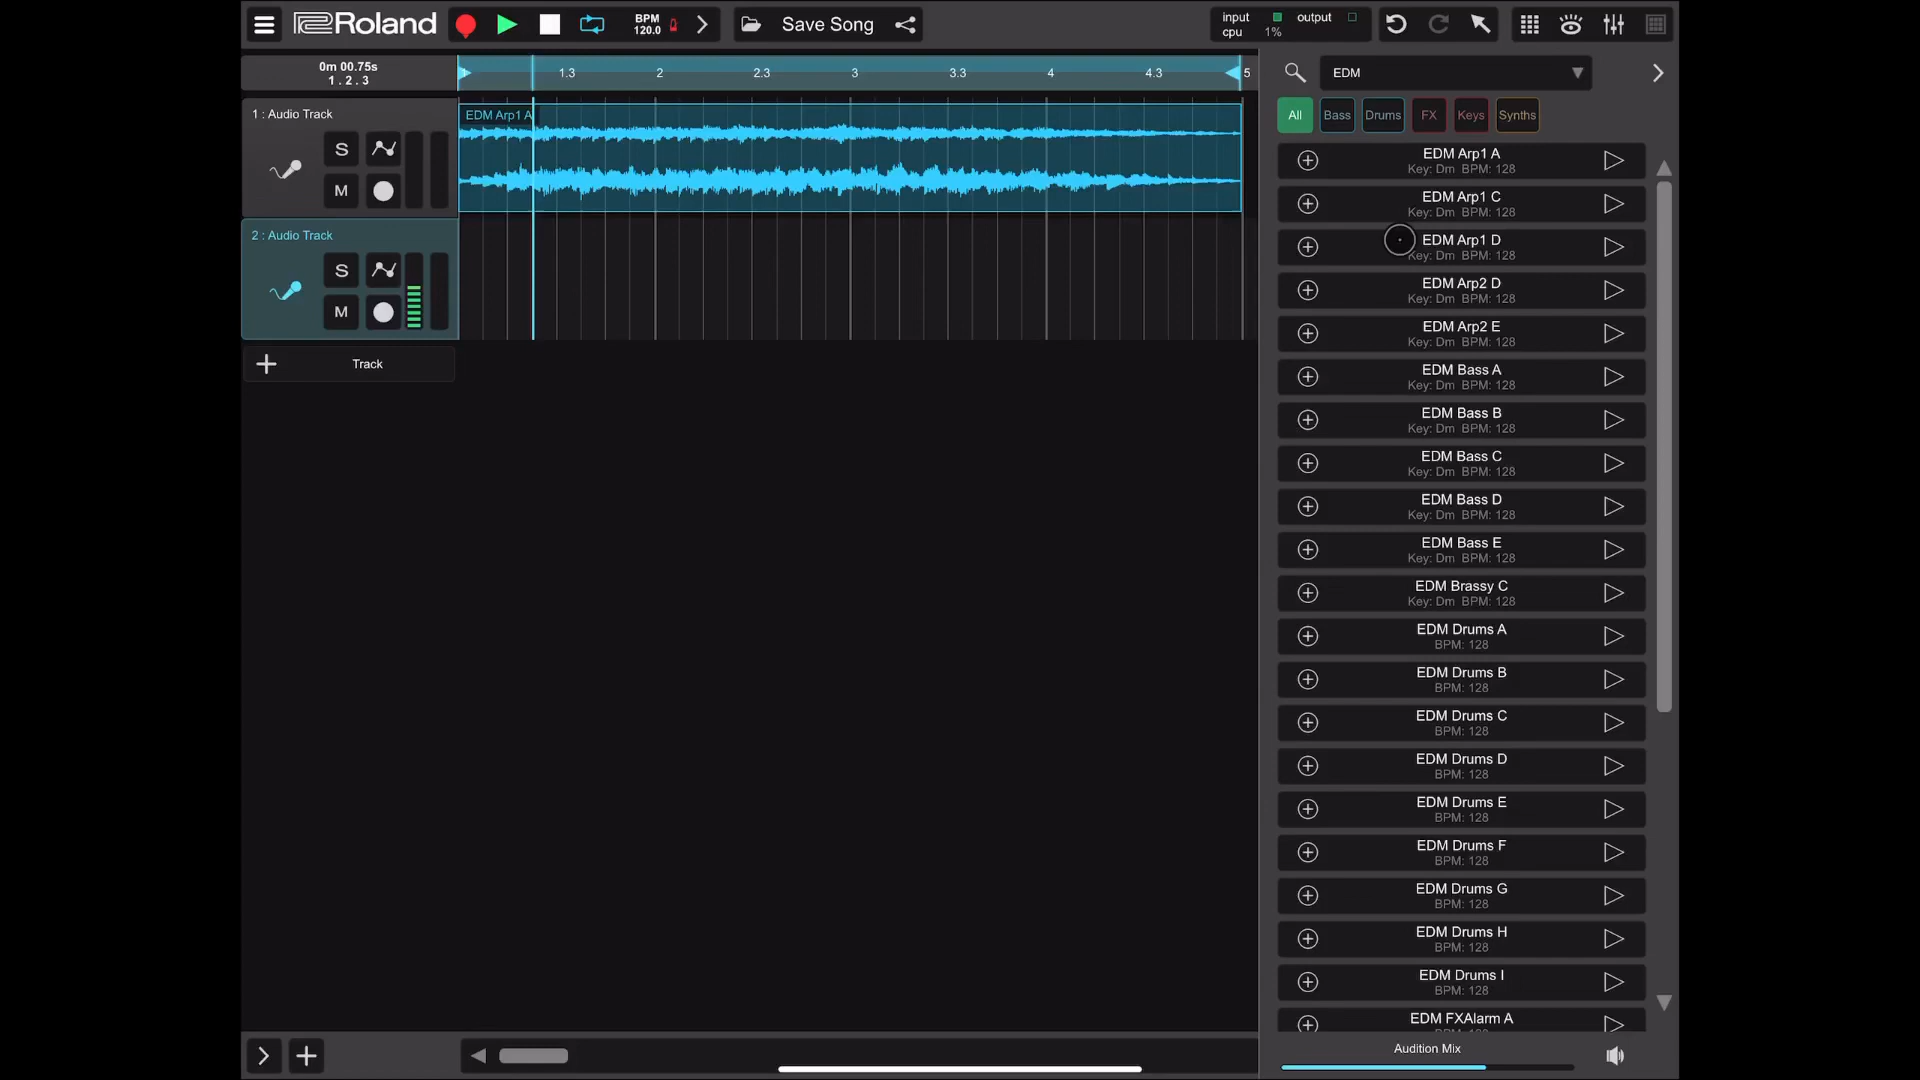 Roland
BPM
120.0
Save Song
input
output
cpu
1%
0m 00.75s
1 . 2 . 3
1.3
2
2.3
3
3.3
4
4.3
5
EDM
All
Bass
Drums
FX
Keys
Synths
1 : Audio Track
S
M
EDM Arp1 A
2 : Audio Track
S
M
Track
EDM Arp1 A
Key: Dm BPM: 128
EDM Arp1 C
Key: Dm BPM: 128
EDM Arp1 D
Key: Dm BPM: 128
EDM Arp2 D
Key: Dm BPM: 128
EDM Arp2 E
Key: Dm BPM: 128
EDM Bass A
Key: Dm BPM: 128
EDM Bass B
Key: Dm BPM: 128
EDM Bass C
Key: Dm BPM: 128
EDM Bass D
Key: Dm BPM: 128
EDM Bass E
Key: Dm BPM: 128
EDM Brassy C
Key: Dm BPM: 128
EDM Drums A
BPM: 128
EDM Drums B
BPM: 128
EDM Drums C
BPM: 128
EDM Drums D
BPM: 128
EDM Drums E
BPM: 128
EDM Drums F
BPM: 128
EDM Drums G
BPM: 128
EDM Drums H
BPM: 128
EDM Drums I
BPM: 128
EDM FXAlarm A
Audition Mix